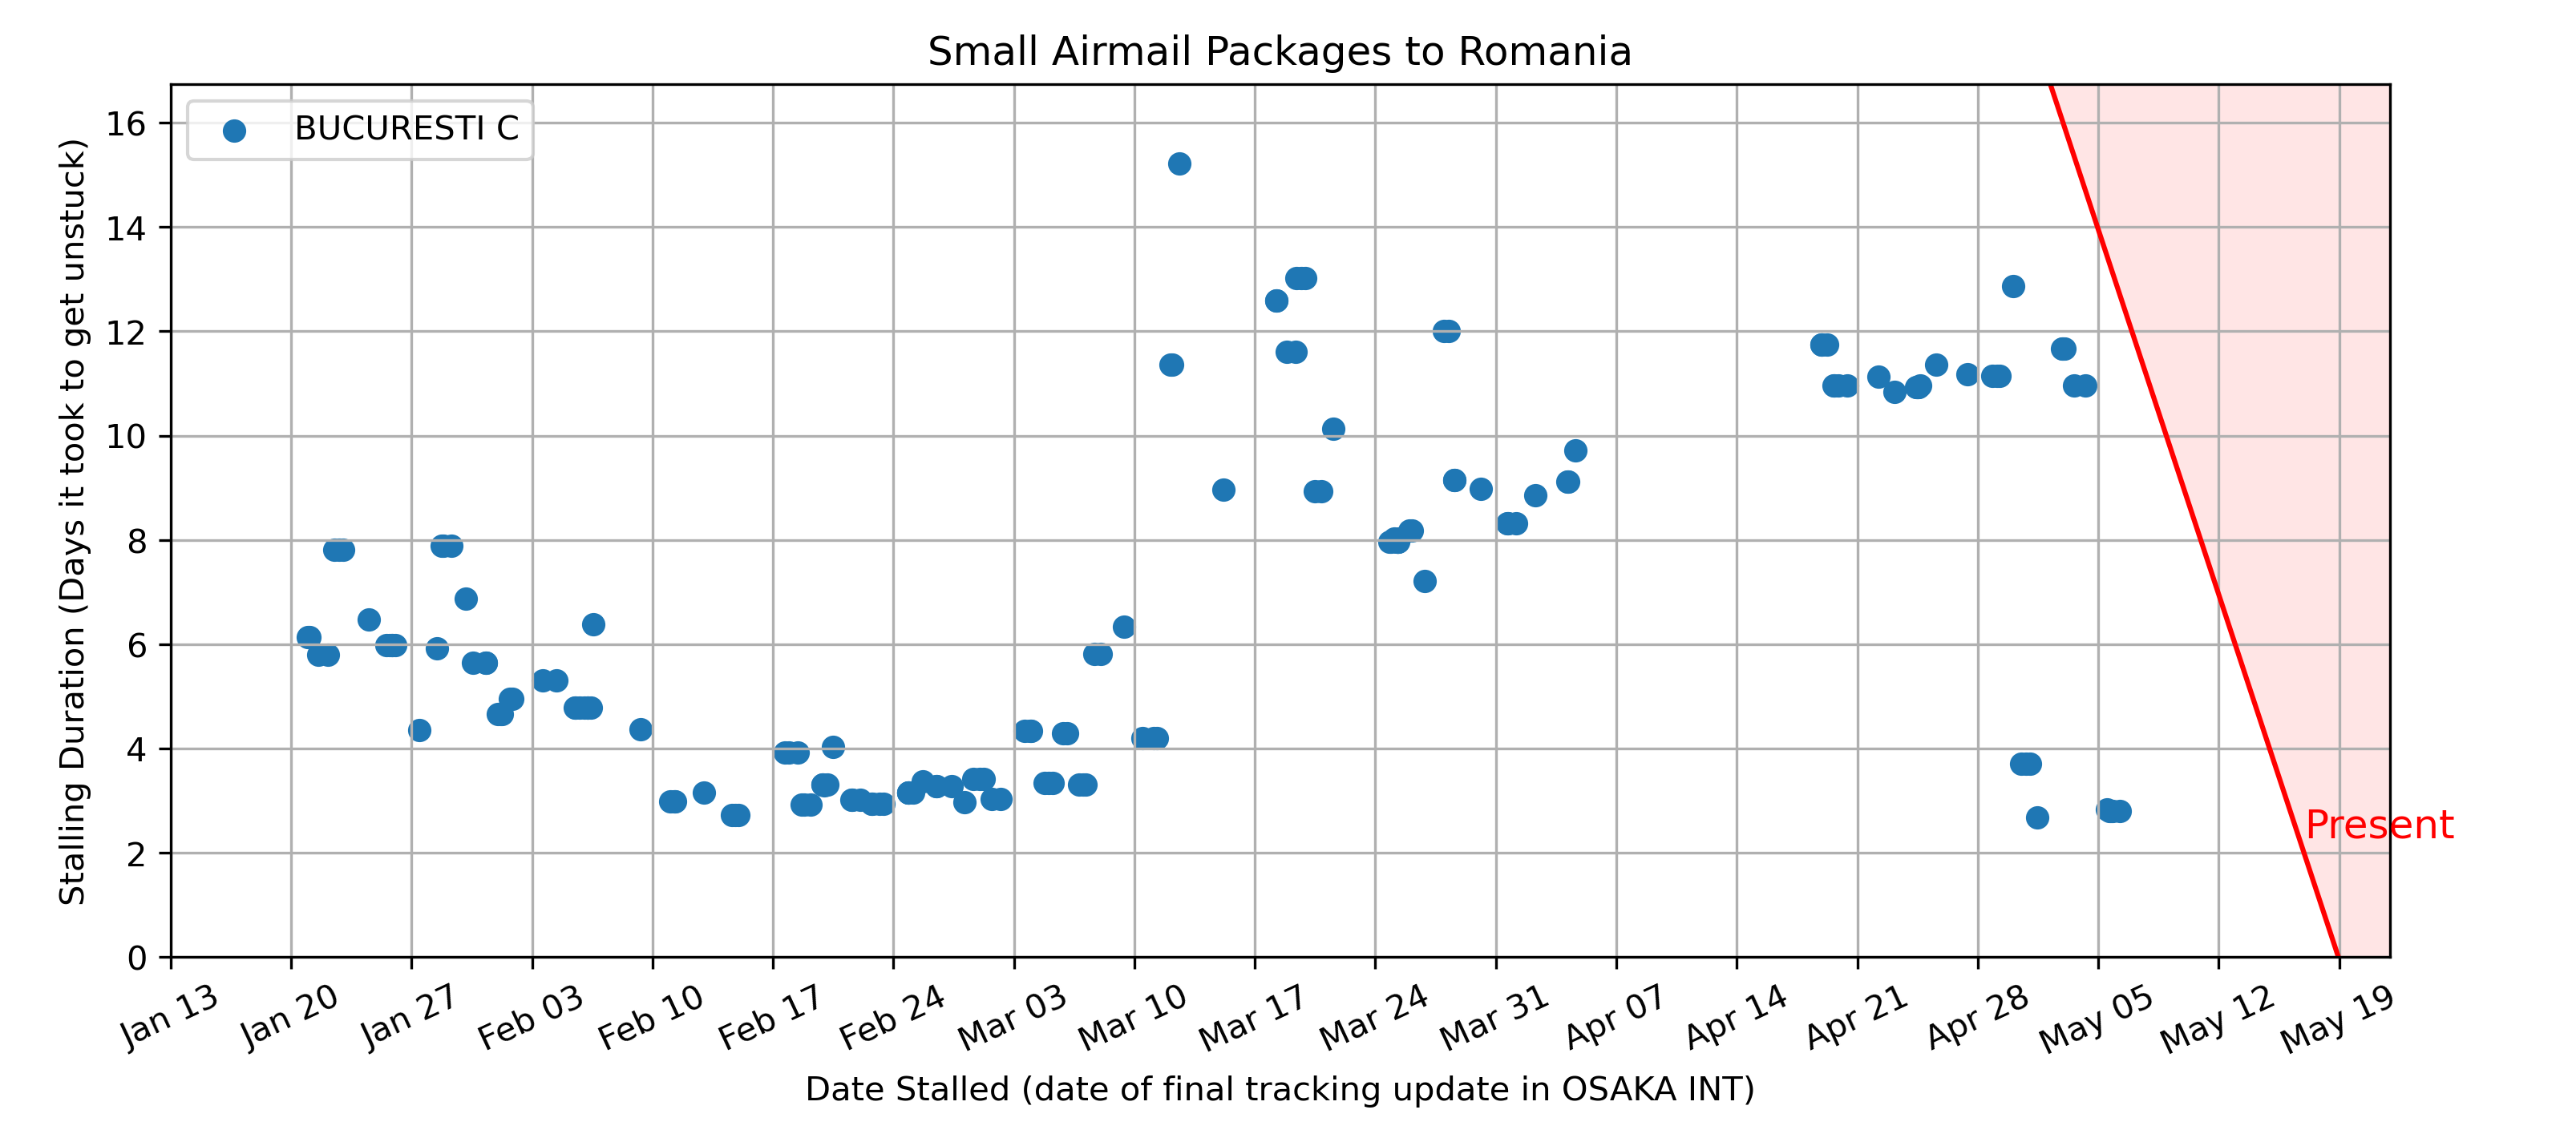 Small Airmail Packages to Romania
BUCURESTI C
Stalling Duration (Days it took to get unstuck)
16
14
12
10
8
6
4
2
0
Present
Jan 13
Jan 20
Jan 27
Feb 03
Feb 10
Feb 17
Feb 24
Mar 03
Mar 10
Mar 17
Mar 24
Mar 31
Apr 07
Apr 14
Apr 21
Apr 28
May 05
May 12
May 19
Date Stalled (date of final tracking update in OSAKA INT)